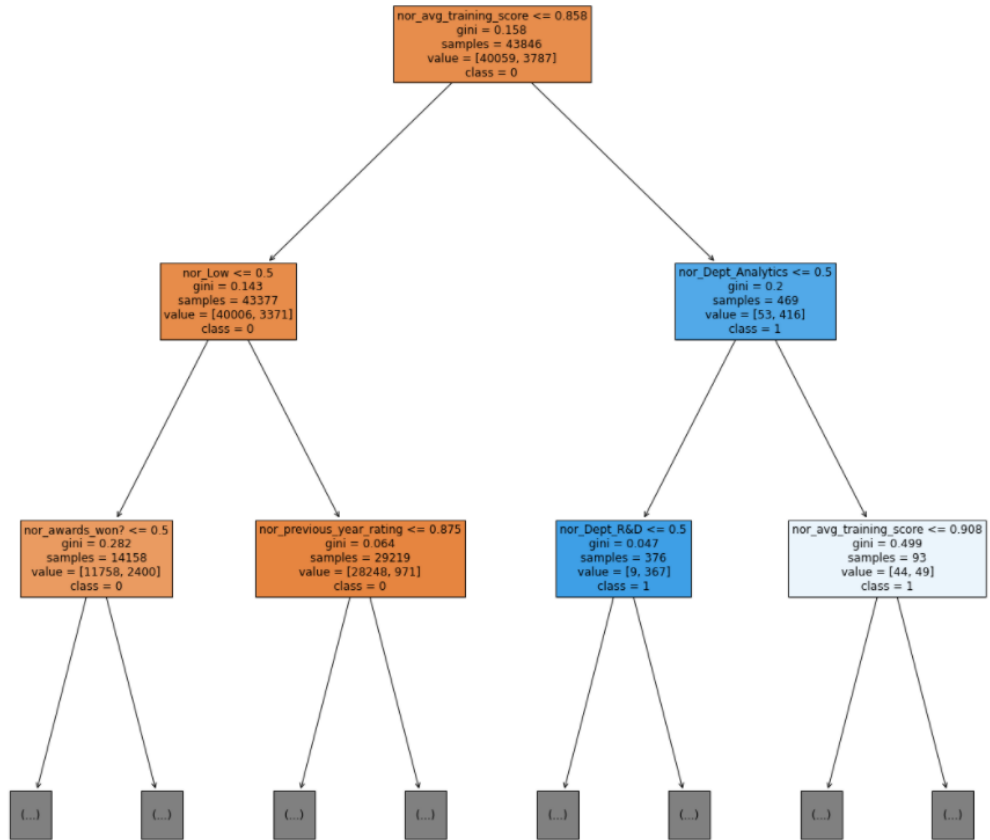 nor_avg_training_score <= 0.858
gini = 0.158
samples = 43846
value = [40059, 3787]
class = 0
nor_Low <= 0.5
gini = 0.143
samples = 43377
value = [40006, 3371]
class = 0
nor_Dept_Analytics <= 0.5
gini = 0.2
samples = 469
value = [53, 416]
class = 1
nor_awards_won? <= 0.5
gini = 0.282
samples = 14158
value = [11758, 2400]
class = 0
nor_previous_year_rating <= 0.875
gini = 0.064
samples = 29219
value = [28248, 971]
class = 0
nor_Dept_R&D <= 0.5
gini = 0.047
samples = 376
value = [9, 367]
class = 1
nor_avg_training_score <= 0.908
gini = 0.499
samples = 93
value = [44, 49]
class = 1
(...)
(...)
(...)
(...)
(...)
(...)
(...)
(...)